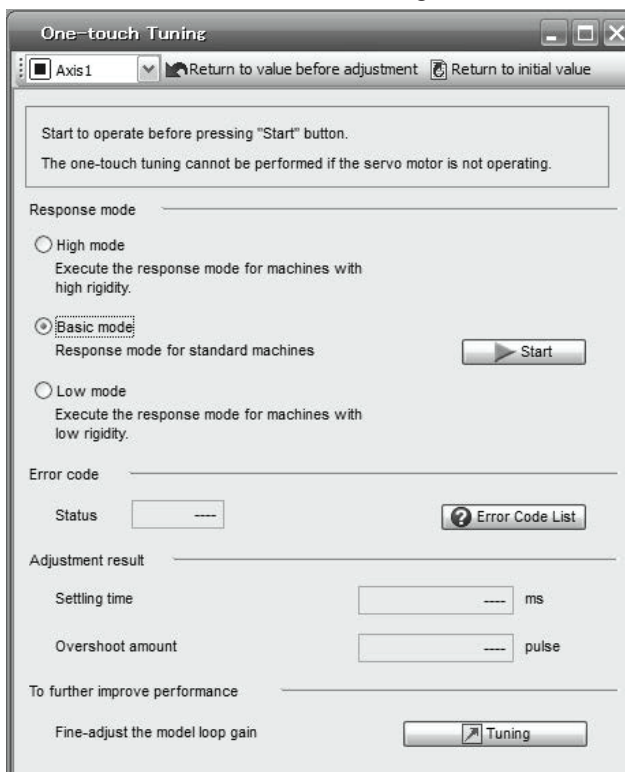 One-touch Tuning
Axis1 Return to value before adjustment Return to initial value
Start to operate before pressing "Start" button.
The one-touch tuning cannot be performed if the servo motor is not operating.
Response mode
High mode
Execute the response mode for machines with
high rigidity.
Basic mode
Response mode for standard machines
Start
Low mode
Execute the response mode for machines with
low rigidity.
Error code
Status ---- Error Code List
Adjustment result
Settling time ---- ms
Overshoot amount ---- pulse
To further improve performance
Fine-adjust the model loop gain Tuning